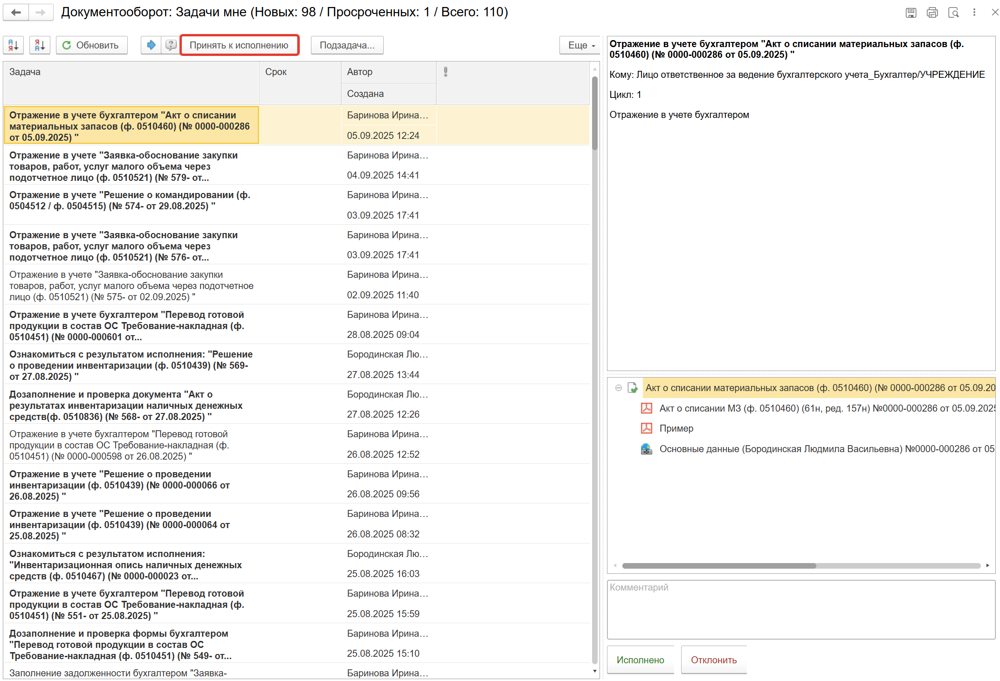 Документооборот: Задачи мне (Новых: 98 / Просроченных: 1 / Всего: 110)
Обновить
Принять к исполнению
Подзадача...
Еще
Задача
Срок
Автор
Создана
Отражение в учете бухгалтером "Акт о списании
материальных запасов (ф. 0510460) (№ 0000-000286
от 05.09.2025) "
Баринова Ирина...
05.09.2025 12:24
Отражение в учете "Заявка-обоснование закупки
товаров, работ, услуг малого объема через
подотчетное лицо (ф. 0510521) (№ 579- от...
Баринова Ирина...
04.09.2025 14:41
Отражение в учете "Решение о командировании (ф.
0504512 / ф. 0504515) (№ 574- от 29.08.2025) "
Баринова Ирина...
03.09.2025 17:41
Отражение в учете "Заявка-обоснование закупки
товаров, работ, услуг малого объема через
подотчетное лицо (ф. 0510521) (№ 576- от...
Баринова Ирина...
03.09.2025 17:41
Отражение в учете "Заявка-обоснование закупки
товаров, работ, услуг малого объема через подотчетное
лицо (ф. 0510521) (№ 575- от 02.09.2025) "
Баринова Ирина...
02.09.2025 11:40
Отражение в учете бухгалтером "Перевод готовой
продукции в состав ОС Требование-накладная (ф.
0510451) (№ 0000-000601 от...
Баринова Ирина...
28.08.2025 09:04
Ознакомиться с результатом исполнения: "Решение
о проведении инвентаризации (ф. 0510439) (№ 569-
от 27.08.2025) "
Бородинская Лю...
27.08.2025 13:44
Дозаполнение и проверка документа "Акт о
результатах инвентаризации наличных денежных
средств(ф. 0510836) (№ 568- от 27.08.2025) "
Бородинская Лю...
27.08.2025 12:26
Отражение в учете бухгалтером "Перевод готовой
продукции в состав ОС Требование-накладная (ф.
0510451) (№ 0000-000598 от 26.08.2025) "
Баринова Ирина...
26.08.2025 12:52
Отражение в учете "Решение о проведении
инвентаризации (ф. 0510439) (№ 0000-000066 от
26.08.2025) "
Баринова Ирина...
26.08.2025 09:56
Отражение в учете "Решение о проведении
инвентаризации (ф. 0510439) (№ 0000-000064 от
25.08.2025) "
Баринова Ирина...
26.08.2025 08:32
Ознакомиться с результатом исполнения:
"Инвентаризационная опись наличных денежных
средств (ф. 0510467) (№ 0000-000023 от...
Бородинская Лю...
25.08.2025 16:03
Отражение в учете бухгалтером "Перевод готовой
продукции в состав ОС Требование-накладная (ф.
0510451) (№ 551- от 25.08.2025) "
Баринова Ирина...
25.08.2025 15:59
Дозаполнение и проверка формы бухгалтером
"Перевод готовой продукции в состав ОС
Требование-накладная (ф. 0510451) (№ 549- от...
Баринова Ирина...
25.08.2025 15:10
Заполнение задолженности бухгалтером "Заявка-
Баринова Ирина...
Отражение в учете бухгалтером "Акт о списании материальных запасов (ф.
0510460) (№ 0000-000286 от 05.09.2025) "
Кому: Лицо ответственное за ведение бухгалтерского учета_Бухгалтер/УЧРЕЖДЕНИЕ
Цикл: 1
Отражение в учете бухгалтером
Акт о списании материальных запасов (ф. 0510460) (№ 0000-000286 от 05.09.20
Акт о списании МЗ (ф. 0510460) (61н, ред. 157н) №0000-000286 от 05.09.2025
Пример
Основные данные (Бородинская Людмила Васильевна) №0000-000286 от 05
Комментарий
Исполнено
Отклонить